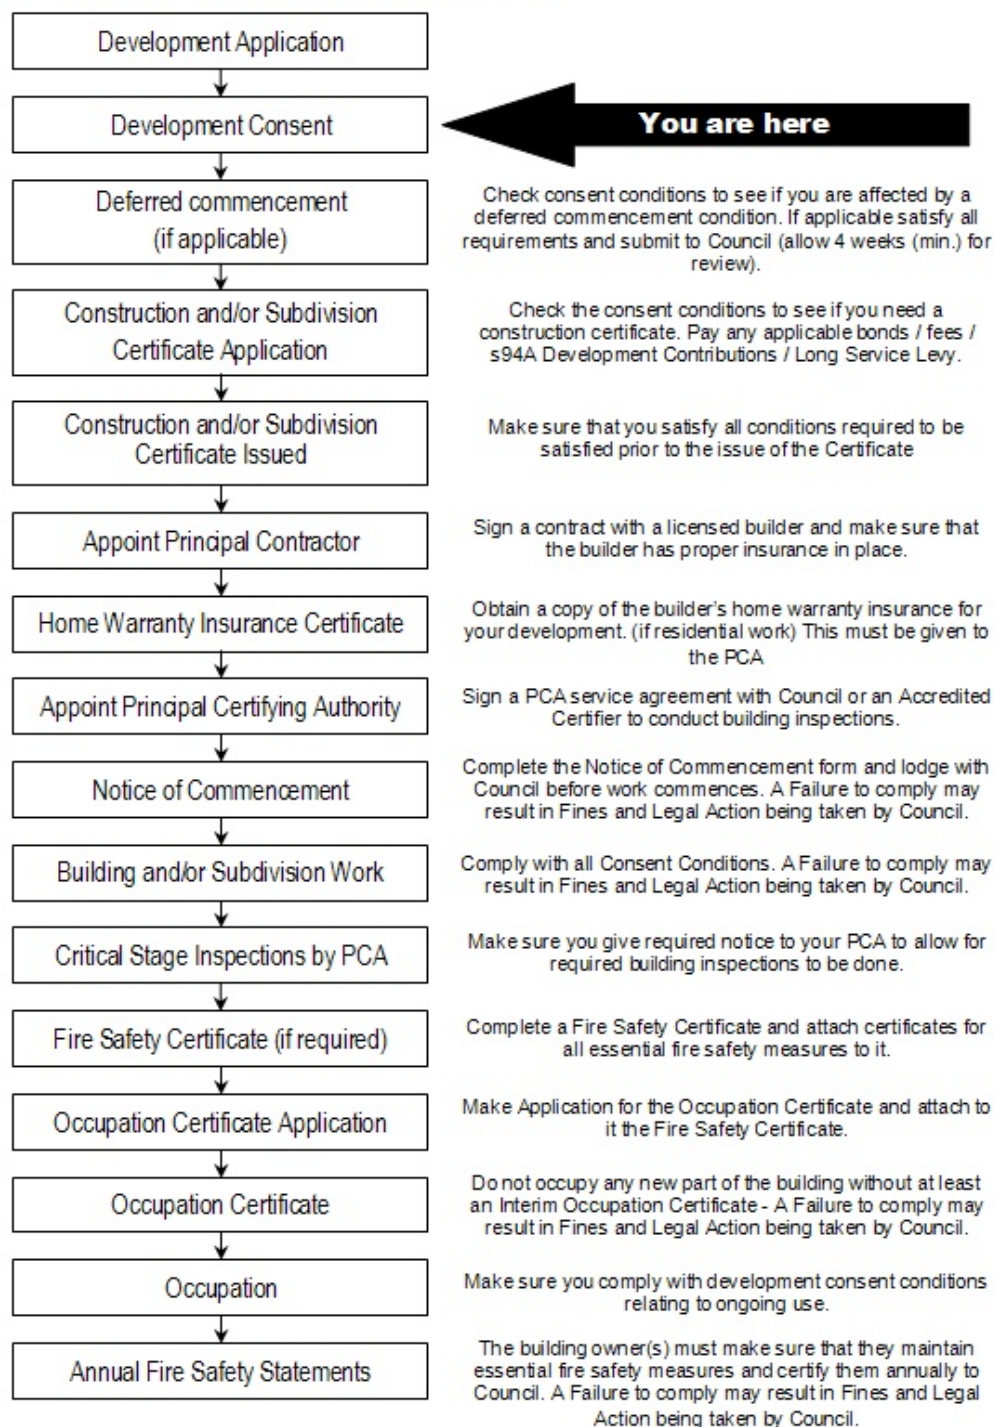 Development Application
Development Consent
You are here
Deferred commencement
(if applicable)
Check consent conditions to see if you are affected by a
deferred commencement condition. If applicable satisfy all
requirements and submit to Council (allow 4 weeks (min.) for
review).
Construction and/or Subdivision
Certificate Application
Check the consent conditions to see if you need a
construction certificate. Pay any applicable bonds / fees /
s94A Development Contributions / Long Service Levy.
Construction and/or Subdivision
Certificate Issued
Make sure that you satisfy all conditions required to be
satisfied prior to the issue of the Certificate
Appoint Principal Contractor
Sign a contract with a licensed builder and make sure that
the builder has proper insurance in place.
Home Warranty Insurance Certificate
Obtain a copy of the builder's home warranty insurance for
your development. (if residential work) This must be given to
the PCA
Appoint Principal Certifying Authority
Sign a PCA service agreement with Council or an Accredited
Certifier to conduct building inspections.
Notice of Commencement
Complete the Notice of Commencement form and lodge with
Council before work commences. A Failure to comply may
result in Fines and Legal Action being taken by Council.
Building and/or Subdivision Work
Comply with all Consent Conditions. A Failure to comply may
result in Fines and Legal Action being taken by Council.
Critical Stage Inspections by PCA
Make sure you give required notice to your PCA to allow for
required building inspections to be done.
Fire Safety Certificate (if required)
Complete a Fire Safety Certificate and attach certificates for
all essential fire safety measures to it.
Occupation Certificate Application
Make Application for the Occupation Certificate and attach to
it the Fire Safety Certificate.
Occupation Certificate
Do not occupy any new part of the building without at least
an Interim Occupation Certificate - A Failure to comply may
result in Fines and Legal Action being taken by Council.
Occupation
Make sure you comply with development consent conditions
relating to ongoing use.
Annual Fire Safety Statements
The building owner(s) must make sure that they maintain
essential fire safety measures and certify them annually to
Council. A Failure to comply may result in Fines and Legal
Action being taken by Council.